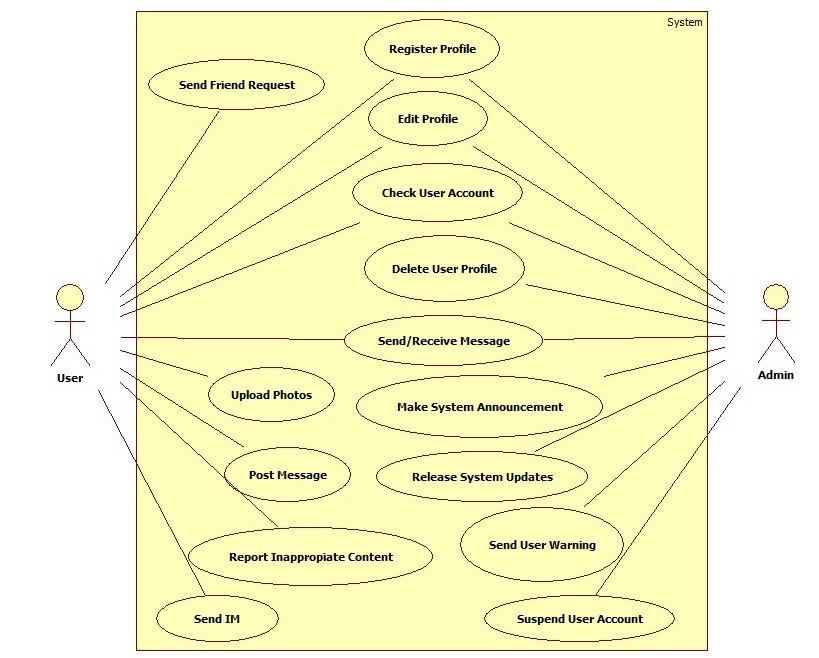 System
Register Profile
Send Friend Request
Edit Profile
Check User Account
Delete User Profile
Send/Receive Message
User
Admin
Upload Photos
Make System Announcement
Post Message
Release System Updates
Send User Warning
Report Inappropiate Content
Send IM
Suspend User Account